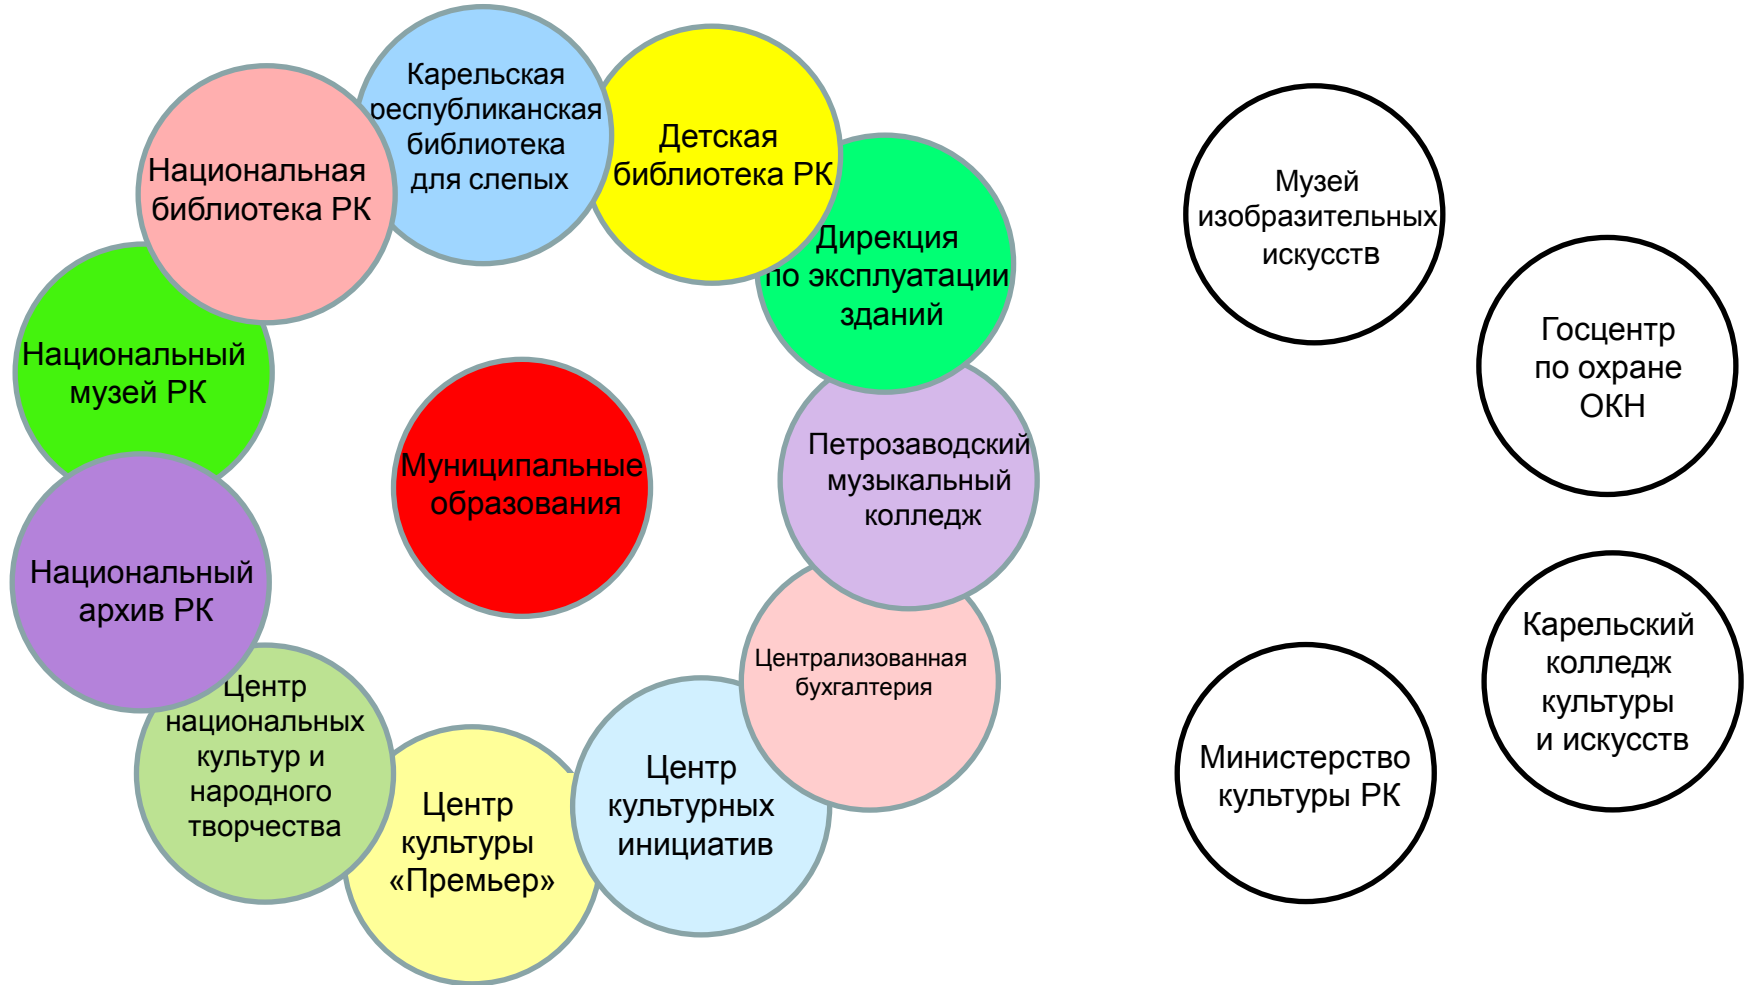 Карельская
республиканская
библиотека
для слепых
Детская
библиотека РК
Национальная
библиотека РК
Дирекция
по эксплуатации
зданий
Национальный
музей РК
Муниципальные
образования
Петрозаводский
музыкальный
колледж
Национальный
архив РК
Централизованная
бухгалтерия
Центр
национальных
культур и
народного
творчества
Центр
культуры
«Премьер»
Центр
культурных
инициатив
Музей
изобразительных
искусств
Госцентр
по охране
ОКН
Карельский
колледж
культуры
и искусств
Министерство
культуры РК